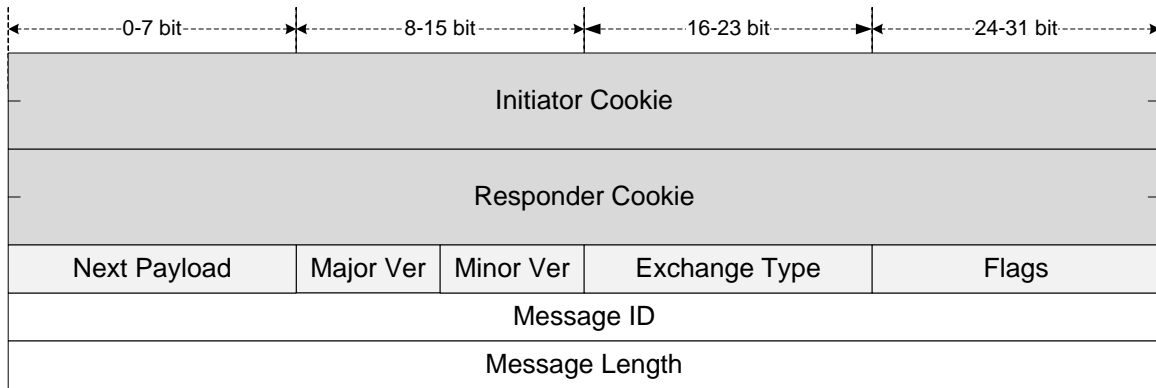 0-7 bit 8-15 bit 16-23 bit 24-31 bit
Initiator Cookie
Responder Cookie
Next Payload Major Ver Minor Ver Exchange Type Flags
Message ID
Message Length